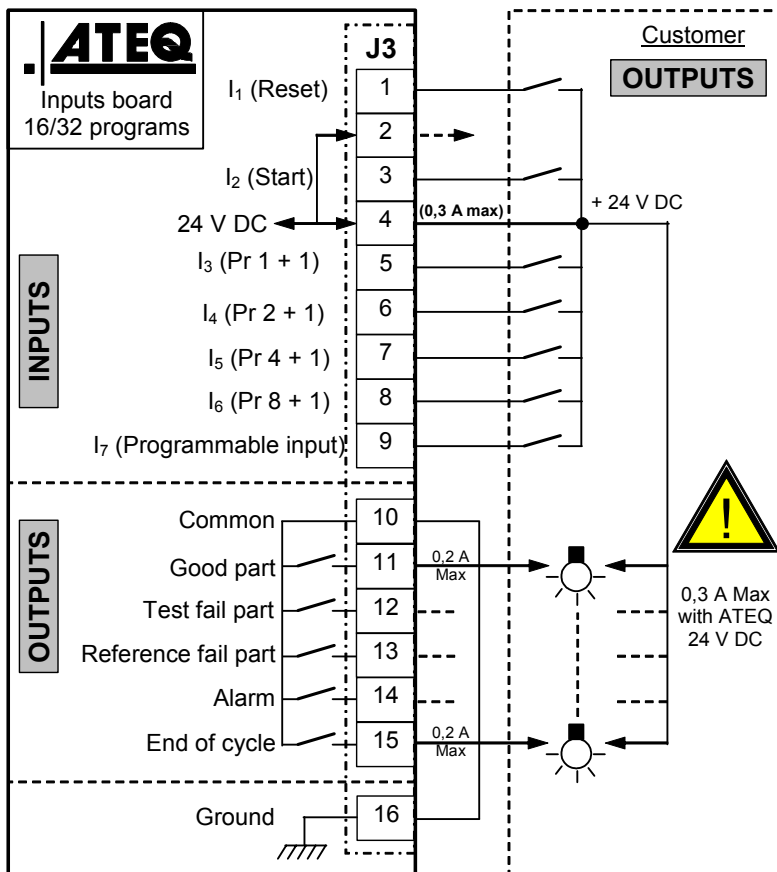 ATEQ
Inputs board
16/32 programs
J3
Customer
OUTPUTS
I1 (Reset)
1
2
I2 (Start)
3
24 V DC
4
(0,3 A max)
+ 24 V DC
I3 (Pr 1 + 1)
5
I4 (Pr 2 + 1)
6
I5 (Pr 4 + 1)
7
I6 (Pr 8 + 1)
8
I7 (Programmable input)
9
INPUTS
OUTPUTS
Common
10
Good part
11
0,2 A
Max
Test fail part
12
Reference fail part
13
Alarm
14
End of cycle
15
0,2 A
Max
Ground
16
!
0,3 A Max
with ATEQ
24 V DC